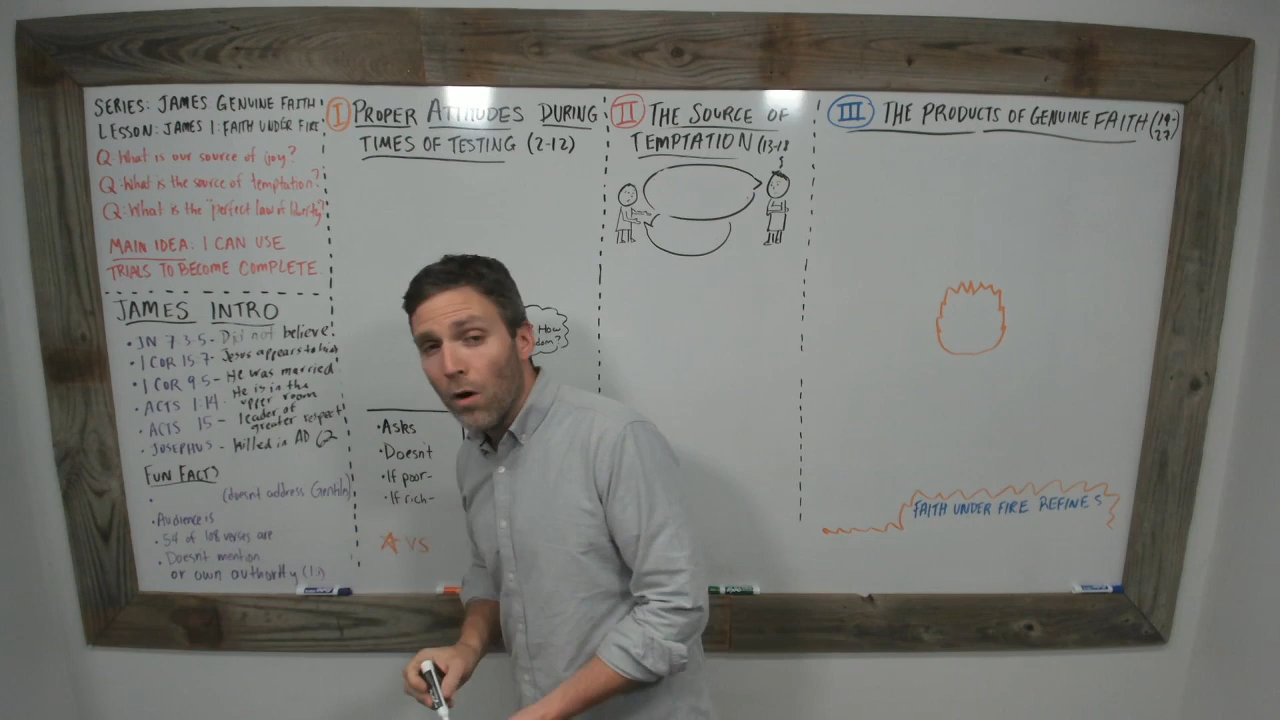 SERIES: JAMES GENUINE FAITH
LESSON: JAMES 1: FAITH UNDER FIRE
Q: What is our source of joy?
Q: What is the source of temptation?
Q: What is the "perfect law of liberty?"
MAIN IDEA: I CAN USE
TRIALS TO BECOME COMPLETE.
JAMES INTRO
• JN 7 3-5 - Did not believe!
• I COR 15:7 - Jesus appears to him
• I COR 9:5 - He was married
• ACTS 1:14 - He is in the
upper room
• ACTS 15 - leader of
greater respect
• JOSEPHUS - Killed in AD 62
FUN FACTS
• (doesnt address Gentiles)
• Audience is
• 54 of 108 verses are
• Doesnt mention
or own authority (1:1)
I PROPER ATTITUDES DURING
TIMES OF TESTING (2-12)
How
• Asks
• Doesnt
• If poor-
• If rich-
VS
II THE SOURCE OF
TEMPTATION (13-18
III THE PRODUCTS OF GENUINE FAITH (19-
27)
FAITH UNDER FIRE REFINES